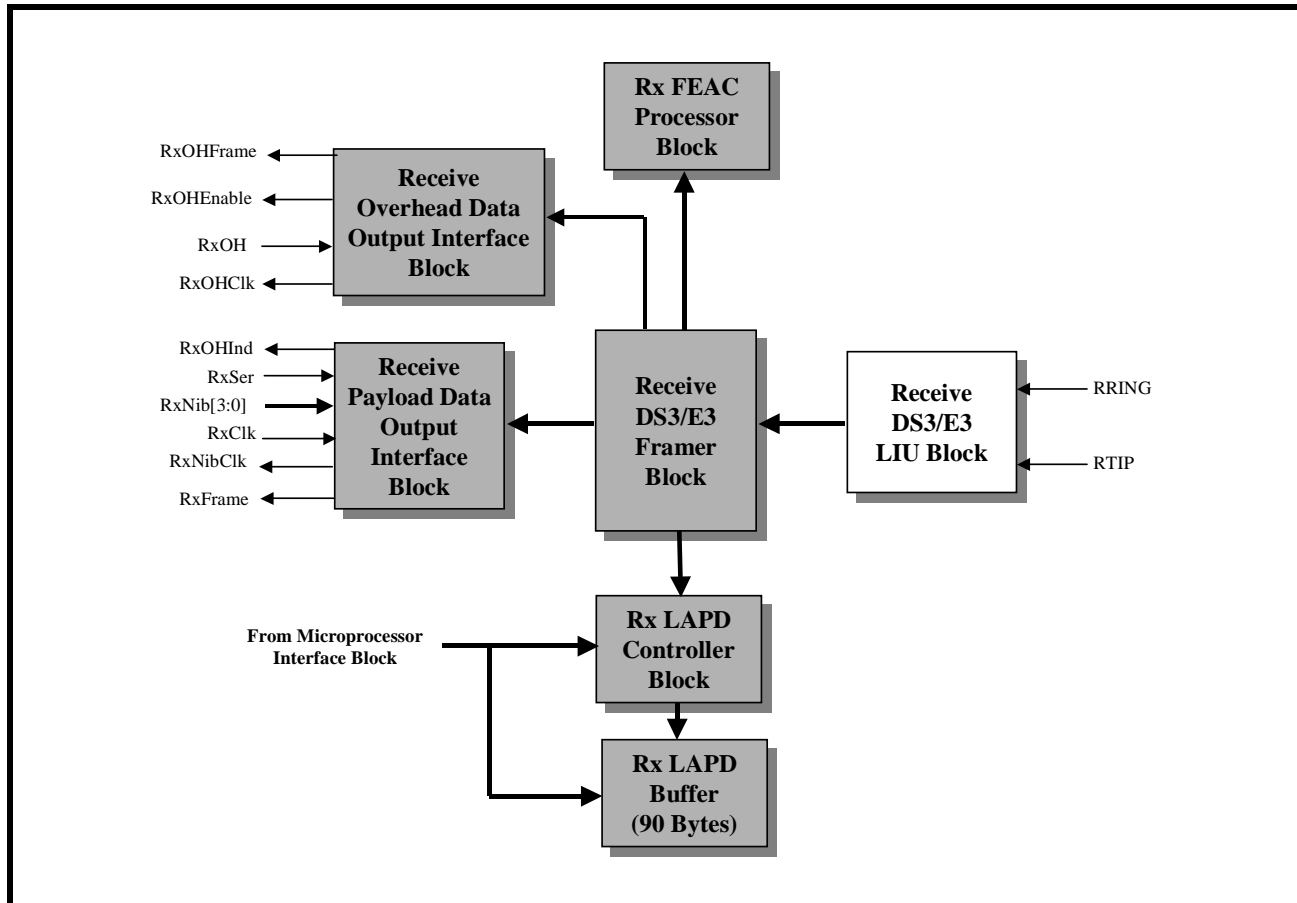 Rx FEAC
Processor
Block
RxOHFrame
RxOHEnable
RxOH
RxOHClk
Receive
Overhead Data
Output Interface
Block
RxOHInd
RxSer
RxNib[3:0]
RxClk
RxNibClk
RxFrame
Receive
Payload Data
Output
Interface
Block
Receive
DS3/E3
Framer
Block
Receive
DS3/E3
LIU Block
RRING
RTIP
From Microprocessor
Interface Block
Rx LAPD
Controller
Block
Rx LAPD
Buffer
(90 Bytes)